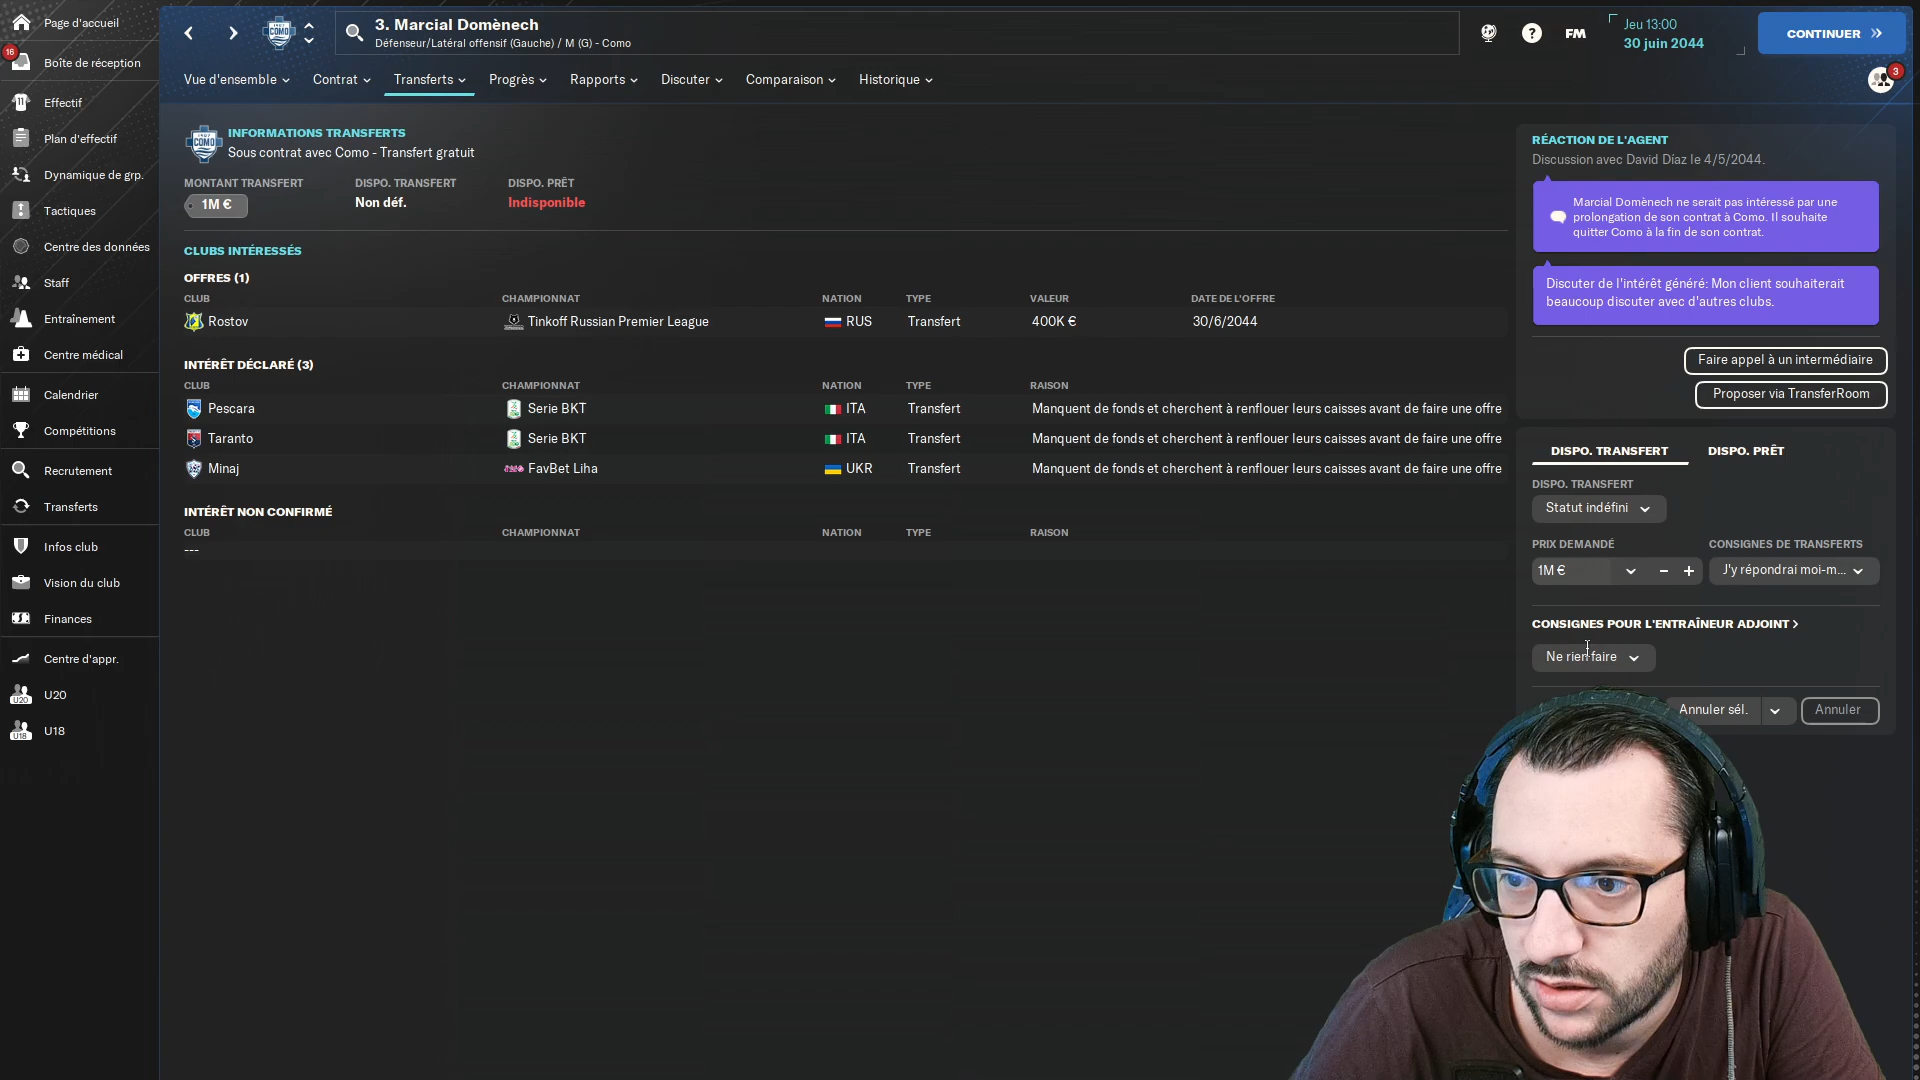 Page d'accueil
16
Boîte de réception
Effectif
Plan d'effectif
Dynamique de grp.
Tactiques
Centre des données
Staff
Entraînement
Centre médical
Calendrier
Compétitions
Recrutement
Transferts
Infos club
Vision du club
Finances
Centre d'appr.
U20
U18
3. Marcial Domènech
Défenseur/Latéral offensif (Gauche) / M (G) - Como
FM
Jeu 13:00
30 juin 2044
CONTINUER
3
Vue d'ensemble
Contrat
Transferts
Progrès
Rapports
Discuter
Comparaison
Historique
COMO
INFORMATIONS TRANSFERTS
Sous contrat avec Como - Transfert gratuit
MONTANT TRANSFERT DISPO. TRANSFERT DISPO. PRÊT
1M € Non déf. Indisponible
CLUBS INTÉRESSÉS
OFFRES (1)
CLUB CHAMPIONNAT NATION TYPE VALEUR DATE DE L'OFFRE
Rostov Tinkoff Russian Premier League RUS Transfert 400K € 30/6/2044
INTÉRÊT DÉCLARÉ (3)
CLUB CHAMPIONNAT NATION TYPE RAISON
Pescara Serie BKT ITA Transfert Manquent de fonds et cherchent à renflouer leurs caisses avant de faire une offre
Taranto Serie BKT ITA Transfert Manquent de fonds et cherchent à renflouer leurs caisses avant de faire une offre
Minaj FavBet Liha UKR Transfert Manquent de fonds et cherchent à renflouer leurs caisses avant de faire une offre
INTÉRÊT NON CONFIRMÉ
CLUB CHAMPIONNAT NATION TYPE RAISON
---
RÉACTION DE L'AGENT
Discussion avec David Díaz le 4/5/2044.
Marcial Domènech ne serait pas intéressé par une
prolongation de son contrat à Como. Il souhaite
quitter Como à la fin de son contrat.
Discuter de l'intérêt généré: Mon client souhaiterait
beaucoup discuter avec d'autres clubs.
Faire appel à un intermédiaire
Proposer via TransferRoom
DISPO. TRANSFERT DISPO. PRÊT
DISPO. TRANSFERT
Statut indéfini
PRIX DEMANDÉ CONSIGNES DE TRANSFERTS
1M € J'y répondrai moi-m...
CONSIGNES POUR L'ENTRAÎNEUR ADJOINT >
Ne rien faire
Annuler sél. Annuler